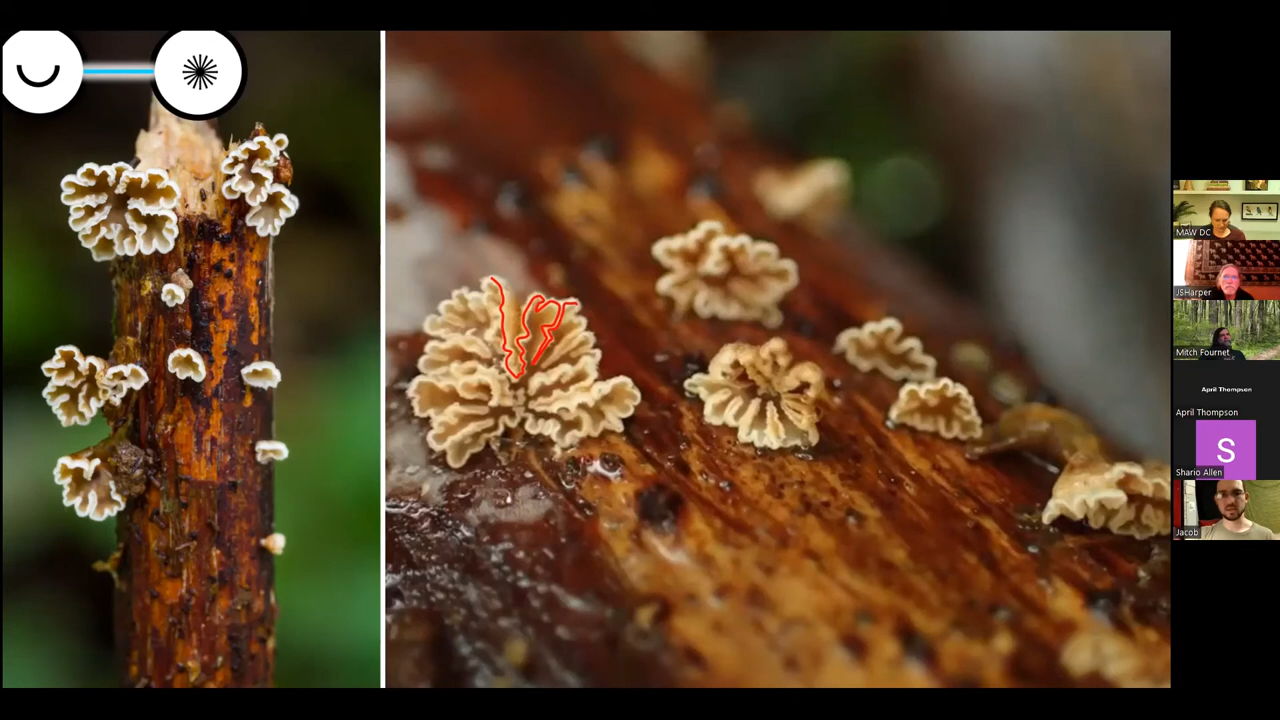 MAW DC
JSHarper
Mitch Fournet
April Thompson
April Thompson
S
Shario Allen
Jacob